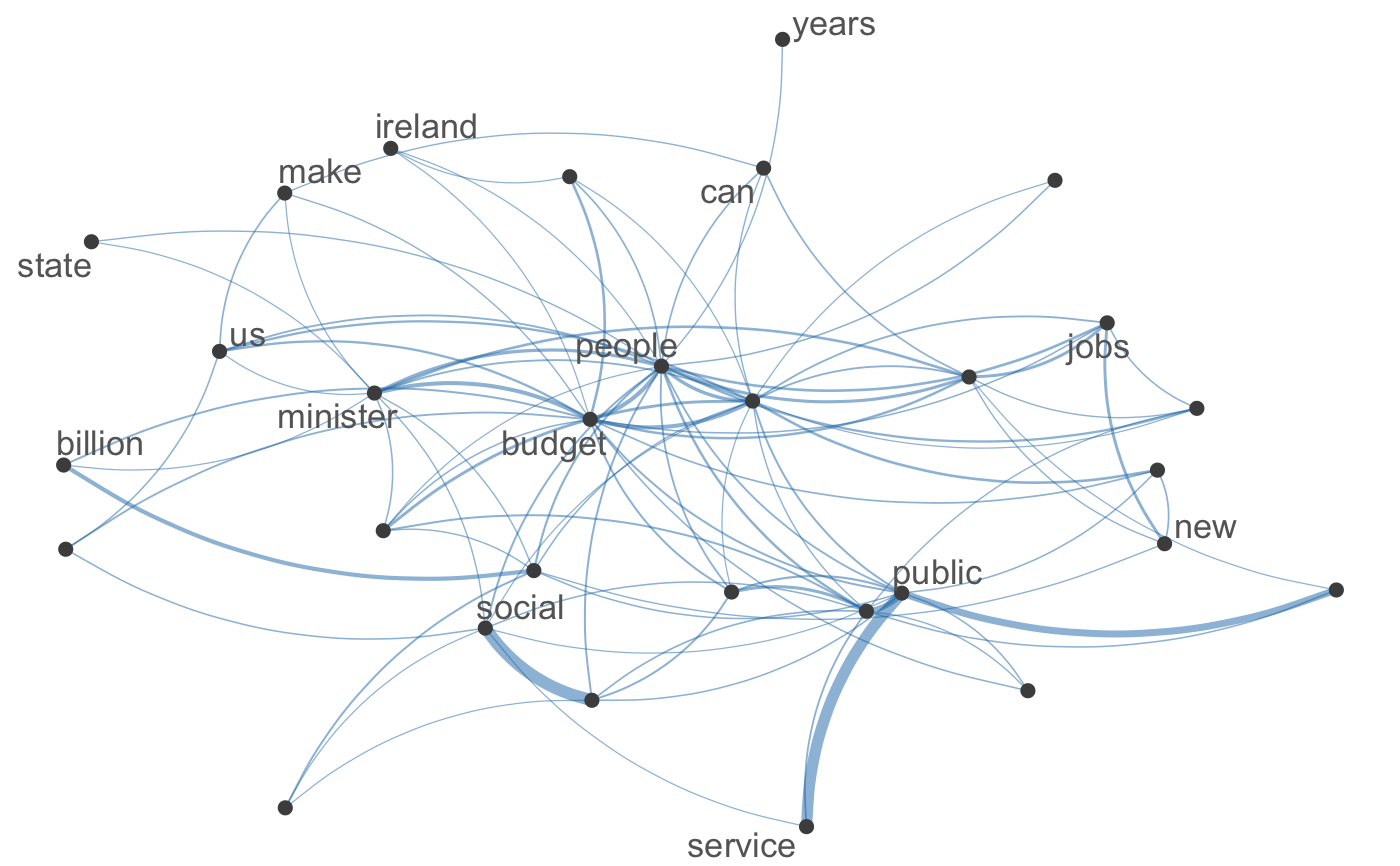 years
ireland
make
can
state
us
people
jobs
minister
budget
billion
new
public
social
service